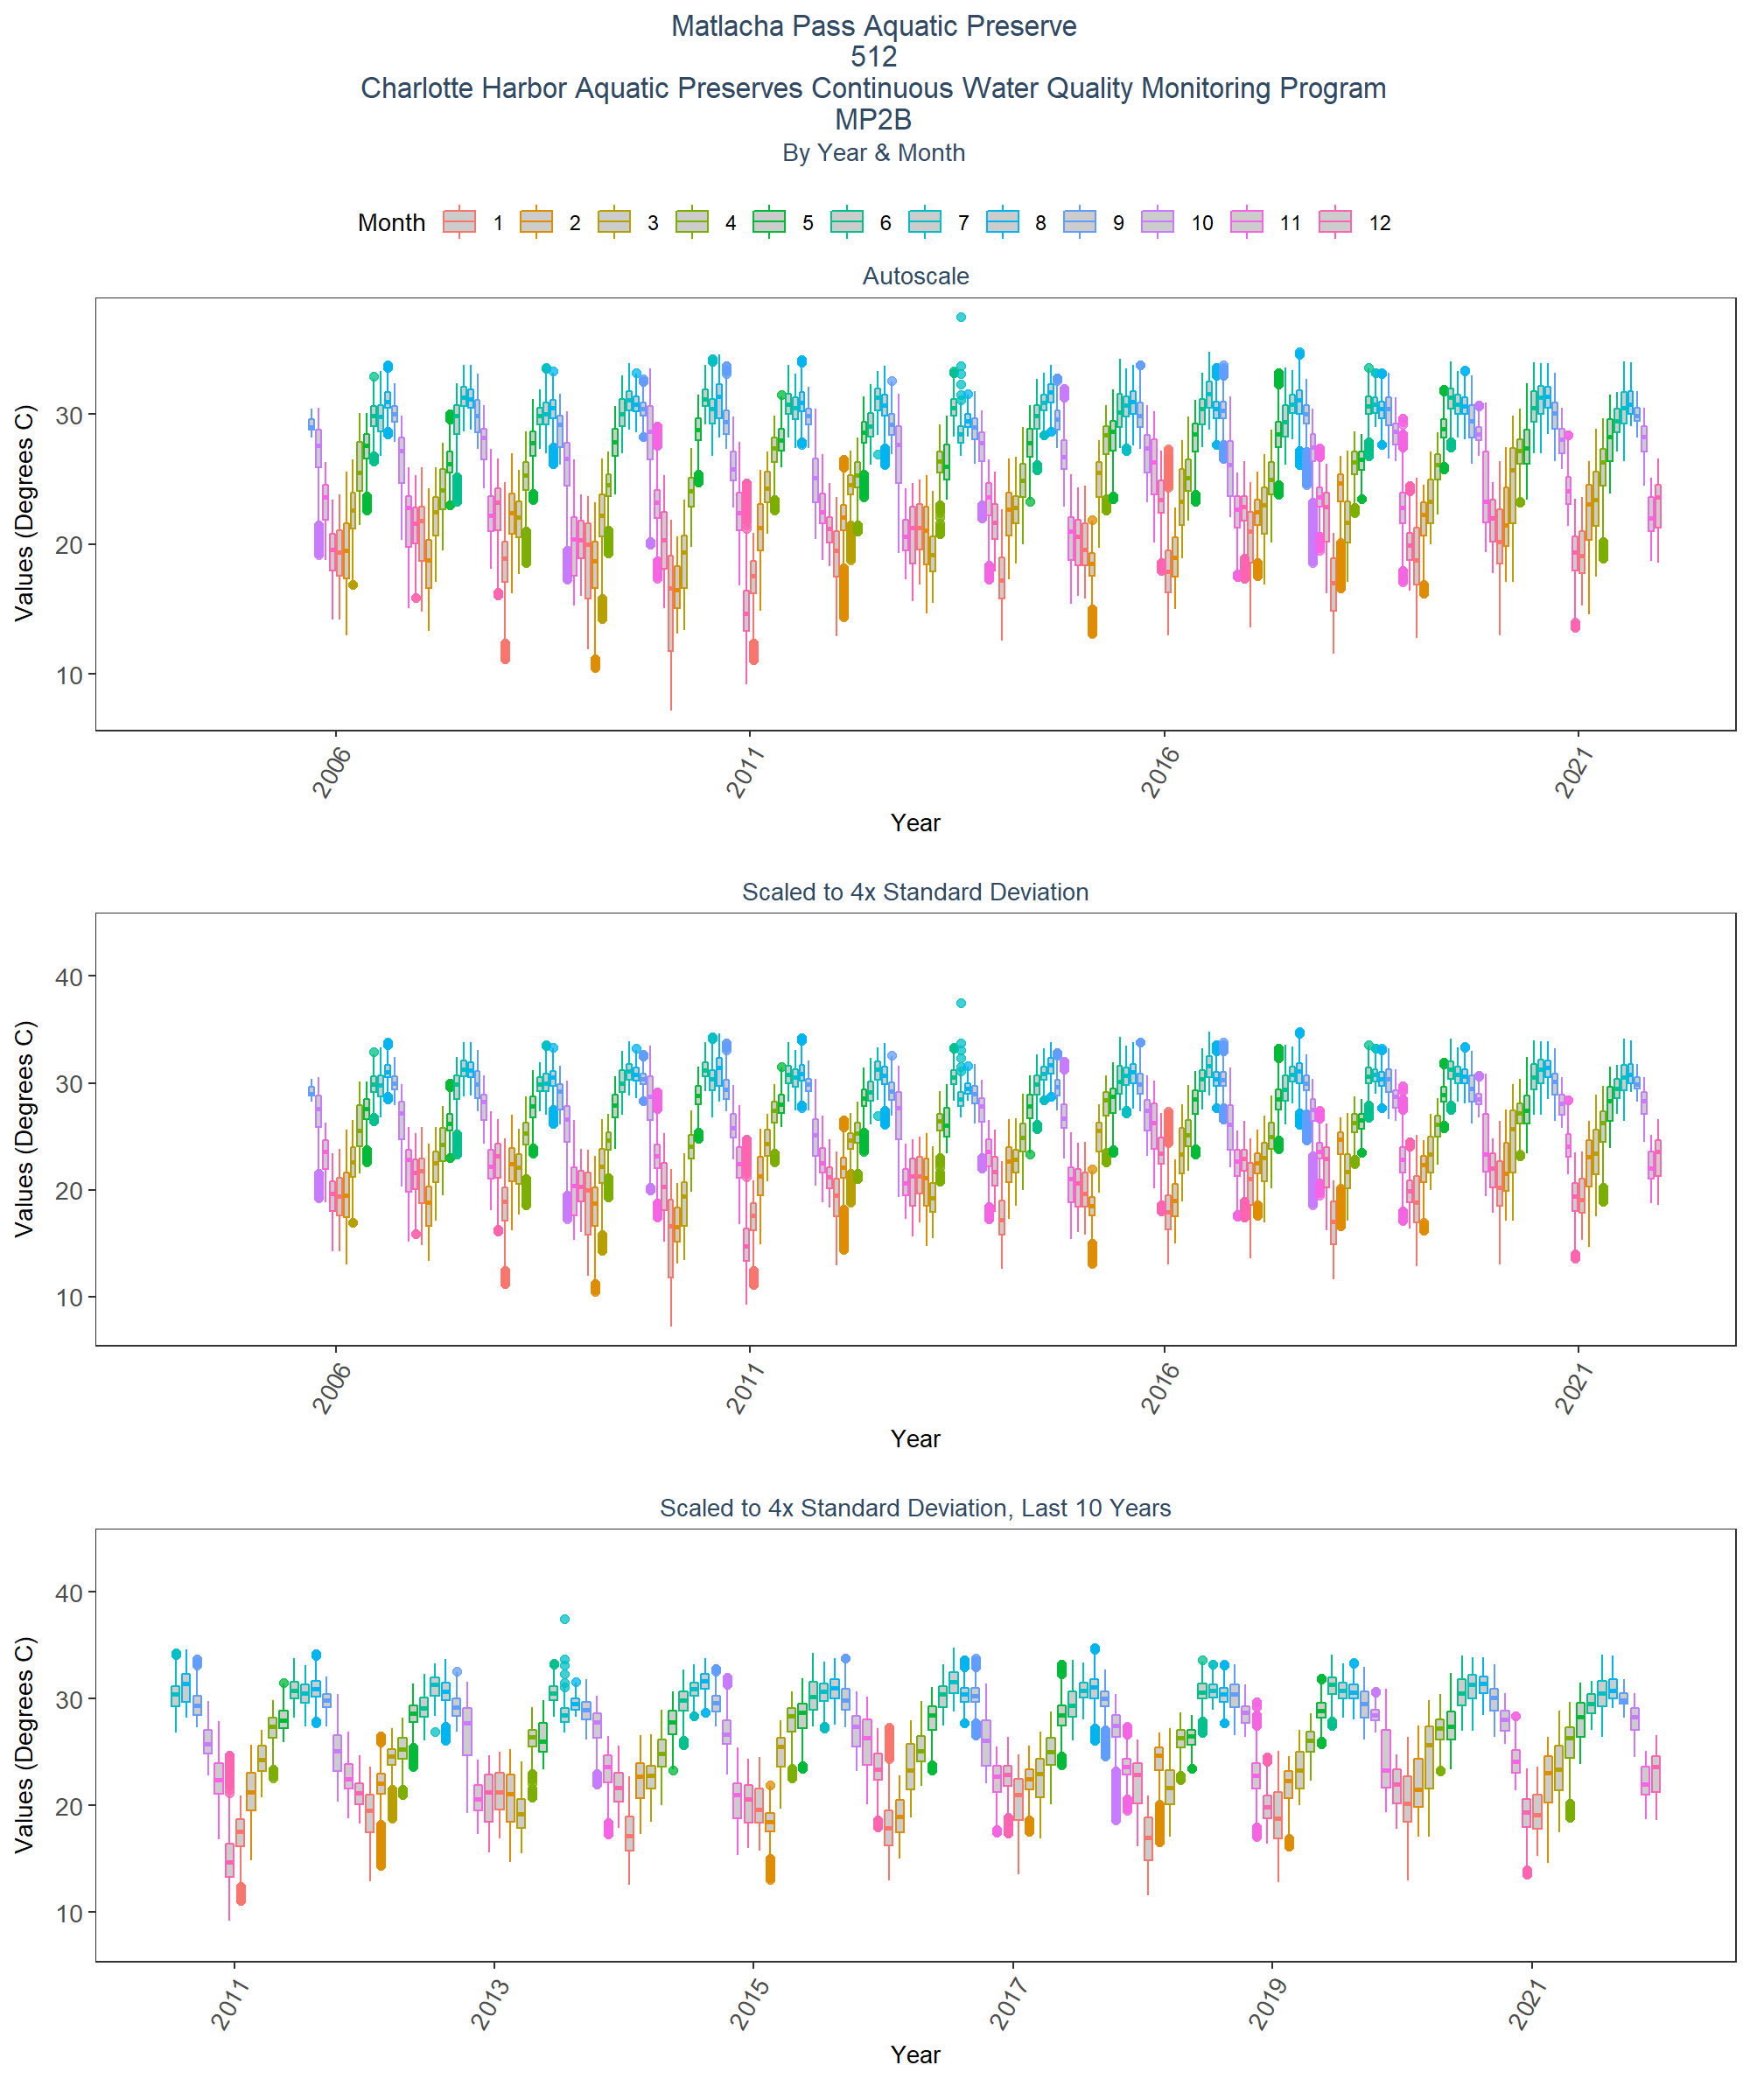 Matlacha Pass Aquatic Preserve
512
Charlotte Harbor Aquatic Preserves Continuous Water Quality Monitoring Program
MP2B
By Year & Month
Month 1 2 3 4 5 6 7 8 9 10 11 12
Autoscale
Values (Degrees C)
30
20
10
2006 2011 2016 2021
Year
Scaled to 4x Standard Deviation
Values (Degrees C)
40
30
20
10
2006 2011 2016 2021
Year
Scaled to 4x Standard Deviation, Last 10 Years
Values (Degrees C)
40
30
20
10
2011 2013 2015 2017 2019 2021
Year